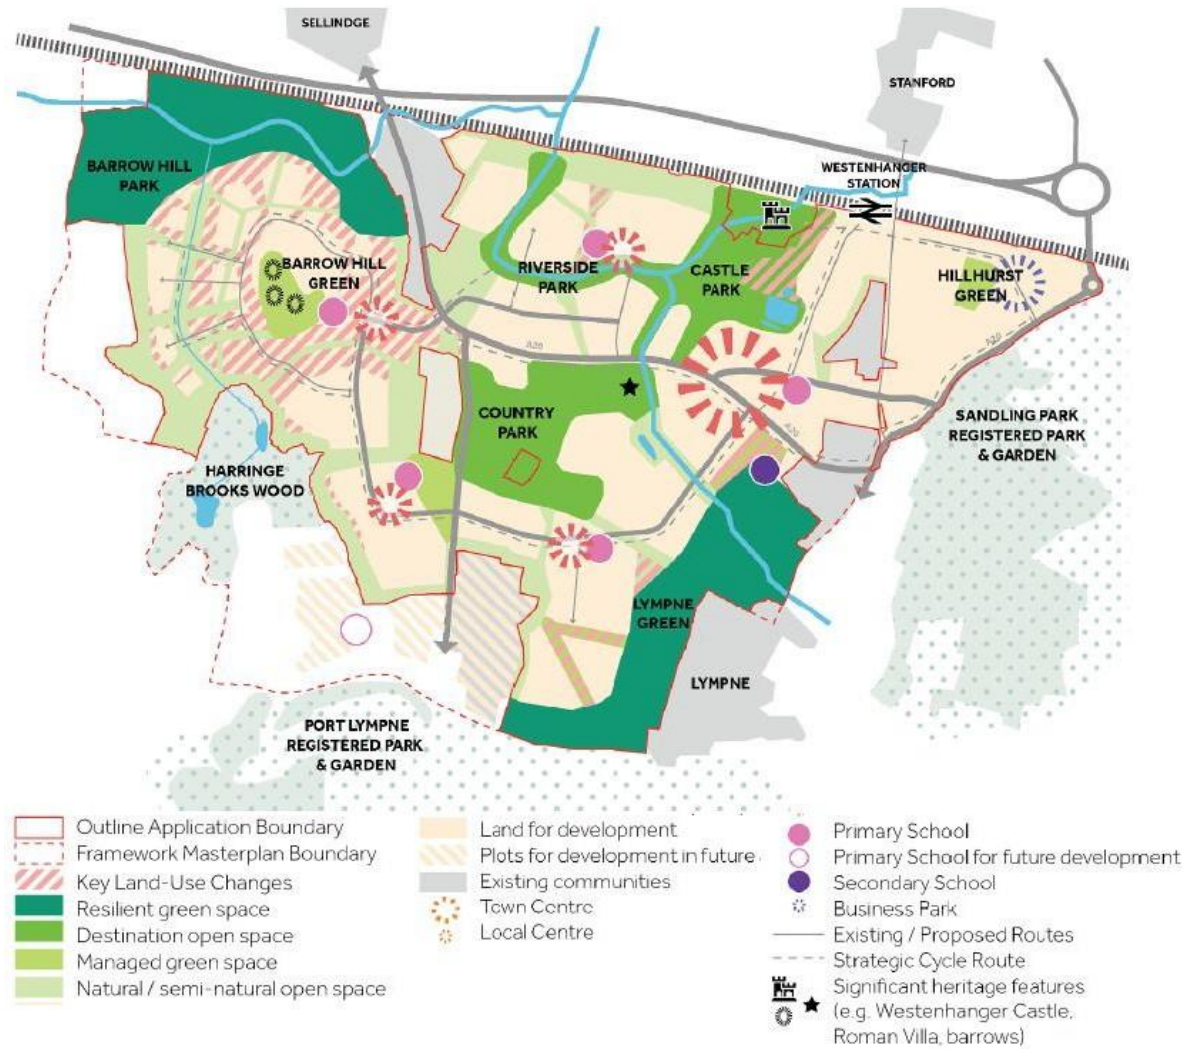 SELLINDGE
STANFORD
BARROW HILL
PARK
WESTENHANGER
STATION
BARROW HILL
GREEN
RIVERSIDE
PARK
CASTLE
PARK
HILLHURST
GREEN
A20
A20
A20
COUNTRY
PARK
SANDLING PARK
REGISTERED PARK
& GARDEN
HARRINGE
BROOKS WOOD
LYMPNE
GREEN
LYMPNE
PORT LYMPNE
REGISTERED PARK
& GARDEN
Outline Application Boundary
Framework Masterplan Boundary
Key Land-Use Changes
Resilient green space
Destination open space
Managed green space
Natural / semi-natural open space
Land for development
Plots for development in future
Existing communities
Town Centre
Local Centre
Primary School
Primary School for future development
Secondary School
Business Park
Existing / Proposed Routes
Strategic Cycle Route
Significant heritage features
(e.g. Westenhanger Castle,
Roman Villa, barrows)